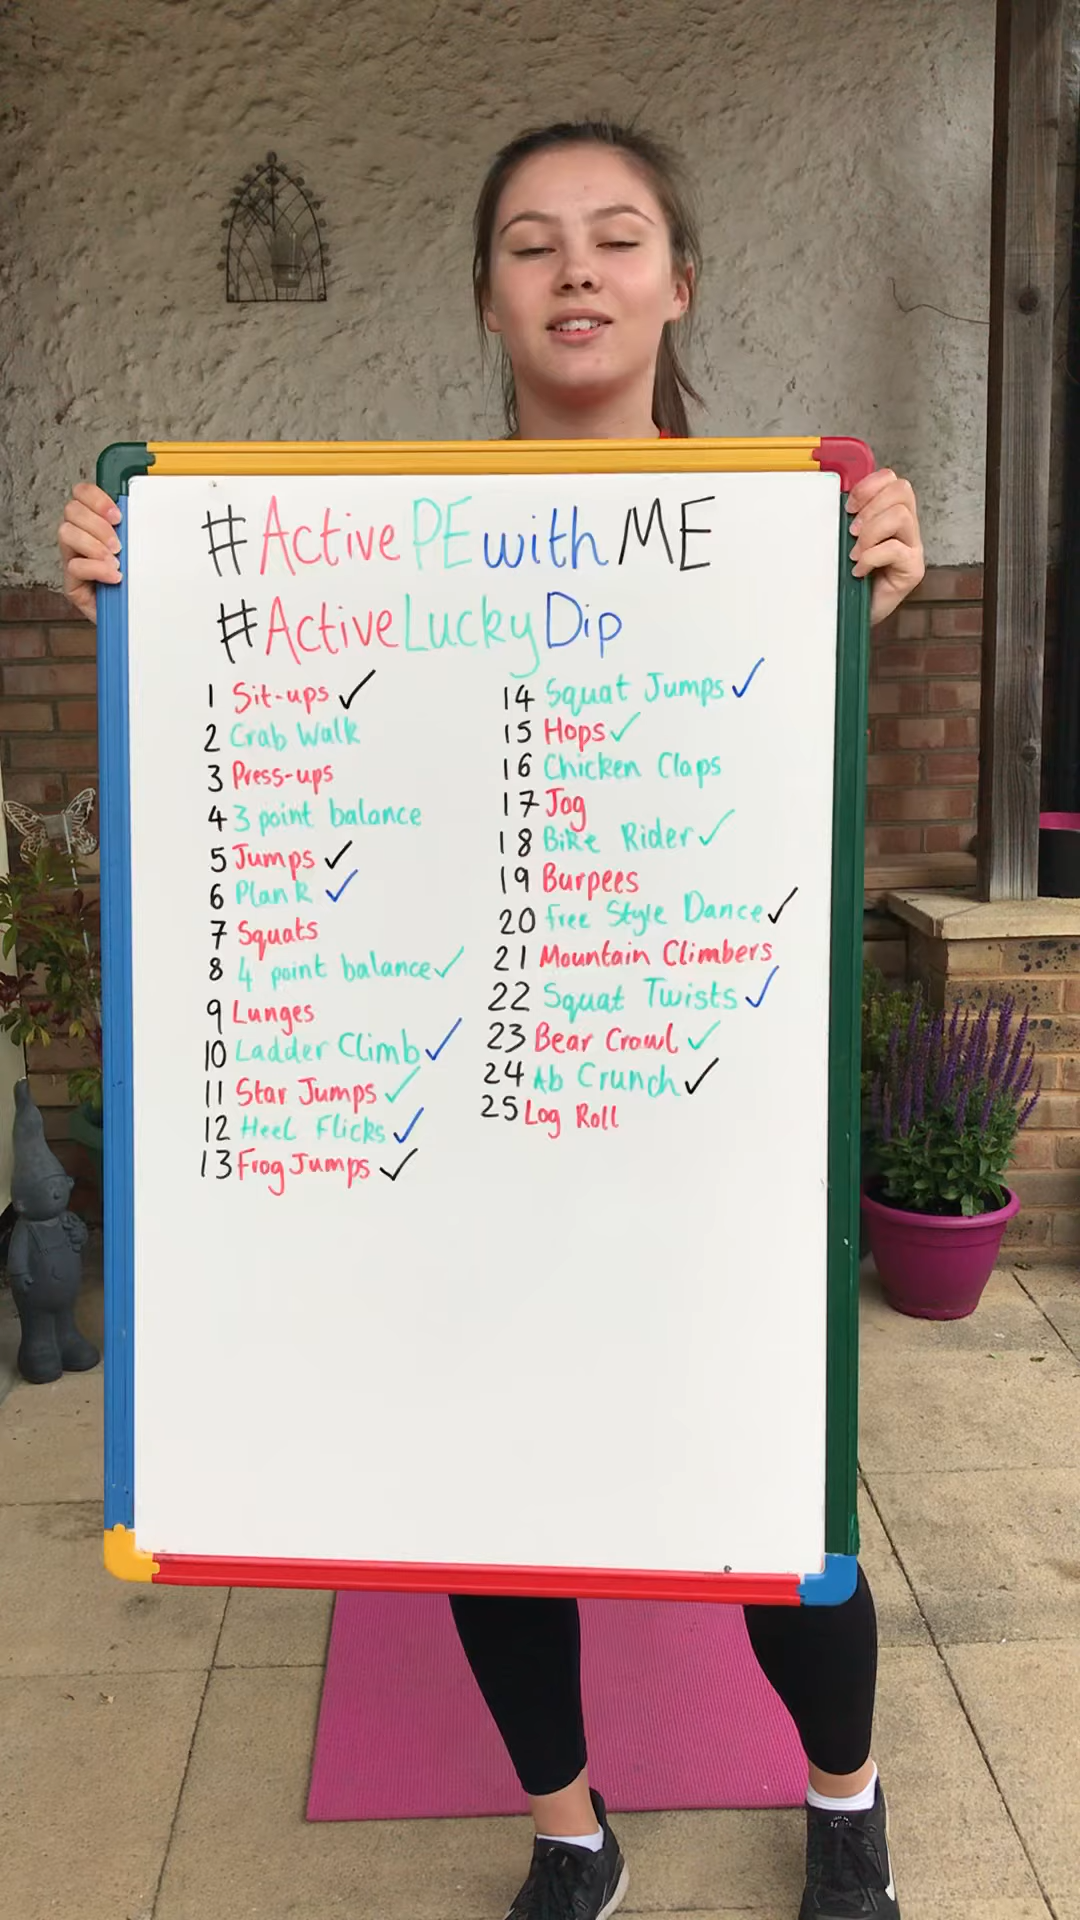 #ActivePEwithME
#ActiveLuckyDip
1 Sit-ups ✓
2 Crab Walk
3 Press-ups
4 3 point balance
5 Jumps ✓
6 Plank ✓
7 Squats
8 4 point balance ✓
9 Lunges
10 Ladder Climb ✓
11 Star Jumps ✓
12 Heel Flicks ✓
13 Frog Jumps ✓
14 Squat Jumps ✓
15 Hops ✓
16 Chicken Claps
17 Jog
18 Bike Rider ✓
19 Burpees
20 Free Style Dance ✓
21 Mountain Climbers
22 Squat Twists ✓
23 Bear Crawl ✓
24 Ab Crunch ✓
25 Log Roll